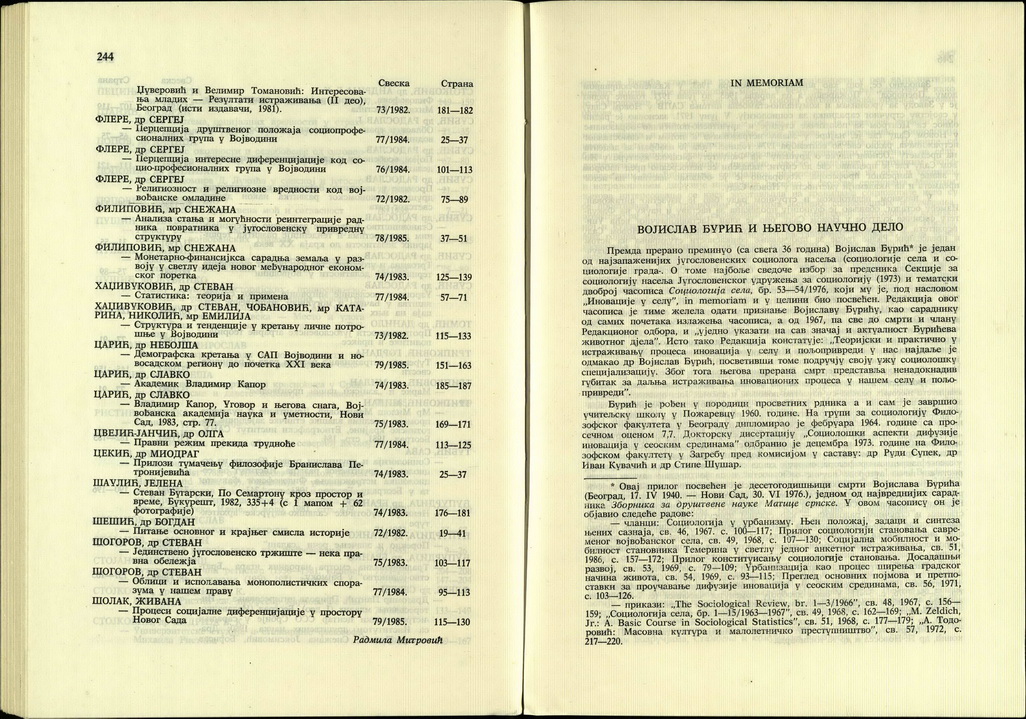 244
Свеска Страна
Џуверовић и Велимир Томановић: Интересова-
ња младих — Резултати истраживања (II део),
Београд (исти издавачи, 1981). 73/1982. 181—182
ФЛЕРЕ, др СЕРГЕЈ
— Перцепција друштвеног положаја социопрофе-
сионалних група у Војводини 77/1984. 25—37
ФЛЕРЕ, др СЕРГЕЈ
— Перцепција интересне диференцијације код со-
цио-професионалних група у Војводини 76/1984. 101—113
ФЛЕРЕ, др СЕРГЕЈ
— Религиозност и религиозне вредности код вој-
вођанске омладине 72/1982. 75—89
ФИЛИПОВИЋ, мр СНЕЖАНА
— Анализа стања и могућности реинтеграције рад-
ника повратника у југословенску привредну
структуру 78/1985. 37—51
ФИЛИПОВИЋ, мр СНЕЖАНА
— Монетарно-финансијкса сарадња земаља у раз-
воју у светлу идеја новог међународног економ-
ског поретка 74/1983. 125—139
ХАЏИВУКОВИЋ, др СТЕВАН
— Статистика: теорија и примена 77/1984. 57—71
ХАЏИВУКОВИЋ, др СТЕВАН, ЧОБАНОВИЋ, мр КАТА-
РИНА, НИКОЛИЋ, мр ЕМИЛИЈА
— Структура и тенденције у кретању личне потро-
шње у Војводини 73/1982. 115—133
ЦАРИЋ, др НЕБОЈША
— Демографска кретања у САП Војводини и но-
восадском региону до почетка XXI века 79/1985. 151—163
ЦАРИЋ, др СЛАВКО
— Академик Владимир Капор 74/1983. 185—187
ЦАРИЋ, др СЛАВКО
— Владимир Капор, Уговор и његова снага, Вој-
вођанска академија наука и уметности, Нови
Сад, 1983, стр. 77. 75/1983. 169—171
ЦВЕЈИЋ-ЈАНЧИЋ, др ОЛГА
— Правни режим прекида трудноће 77/1984. 113—125
ЦЕКИЋ, др МИОДРАГ
— Прилози тумачењу филозофије Бранислава Пе-
тронијевића 74/1983. 25—37
ШАУЛИЋ, ЈЕЛЕНА
— Стеван Бугарски, По Семартону кроз простор и
време, Букурешт, 1982, 335+4 (с 1 мапом + 62
фотографије) 74/1983. 176—181
ШЕШИЋ, др БОГДАН
— Питање основног и крајњег смисла историје 72/1982. 19—41
ШОГОРОВ, др СТЕВАН
— Јединствено југословенско тржиште — нека пра-
вна обележја 75/1983. 103—117
ШОГОРОВ, др СТЕВАН
— Облици и исполавања монополистичких спора-
зума у нашем праву 77/1984. 95—113
ШОЛАК, ЖИВАНА
— Процеси социјалне диференцијације у простору
Новог Сада 79/1985. 115—130
Радмила Митровић
IN MEMORIAM
ВОЈИСЛАВ ЂУРИЋ И ЊЕГОВО НАУЧНО ДЕЛО
Премда прерано преминуо (са свега 36 година) Војислав Ђурић* је један
од најзапаженијих југословенских социолога насеља (социологије села и со-
циологије града-. О томе најбоље сведоче избор за предсника Секције за
социологију насеља Југословенског удружења за социологију (1973) и тематски
двоброј часописа Социологија села, бр. 53—54/1976, који му је, под насловом
„Иновације у селу", in memoriam и у целини био посвећен. Редакција овог
часописа је тиме желела одати признање Војиславу Ђурићу, као сараднику
од самих почетака излажења часописа, а од 1967, па све до смрти и члану
Редакционог одбора, и „уједно указати на сав значај и актуалност Ђурићева
животног дјела". Исто тако Редакција констатује: „Теоријски и практично у
истраживању процеса иновација у селу и пољопривреди у нас најдаље је
одмакао др Војислав Ђурић, посветивши томе подручју своју ужу социолошку
специјализацију. Због тога његова прерана смрт представља ненадокнадив
губитак за даљња истраживања иновационих процеса у нашем селу и пољо-
привреди".
Ђурић је рођен у породици просветних рдника а и сам је завршио
учитељску школу у Пожаревцу 1960. године. На групи за социологију Фило-
зофског факултета у Београду дипломирао је фебруара 1964. године са про-
сечном оценом 7,7. Докторску дисертацију „Социолошки аспекти дифузије
иновација у сеоским срединама" одбранио је децембра 1973. године на Фило-
зофском факултету у Загребу пред комисијом у саставу: др Руди Супек, др
Иван Кувачић и др Стипе Шувар.
* Овај прилог посвећен је десетогодишњици смрти Војислава Ђурића
(Београд, 17. IV 1940. — Нови Сад, 30. VI 1976.), једном од највреднијих сарад-
ника Зборника за друштвене науке Матице српске. У овом часопису он је
објавио следеће радове:
— чланци: Социологија у урбанизму. Њен положај, задаци и синтеза
њених сазнаја, св. 46, 1967. с. 100—117; Прилог социологији становања савре-
меног војвођанског села, св. 49, 1968, с. 107—130; Социјална мобилност и мо-
билност становника Темерина у светлу једног анкетног истраживања, св. 51,
1986, с. 157—172; Прилог конституисању социологије становања. Досадашњи
развој, св. 53, 1969, с. 79—109; Урбанизација као процес ширења градског
начина живота, св. 54, 1969, с. 93—115; Преглед основних појмова и претпо-
ставки за проучавање дифузије иновација у сеоским срединама, св. 56, 1971,
с. 103—126.
— прикази: „The Sociological Review, br. 1—3/1966", св. 48, 1967, с. 156—
159; „Социологија села, бр. 1—15/1963—1967", св. 49, 1968, с. 162—169; „M. Zeldich,
Jr.: A. Basic Course in Sociological Statistics", св. 51, 1968, с. 177—179; „А. Тодо-
ровић: Масовна култура и малолетничко преступништво", св. 57, 1972, с.
217—220.